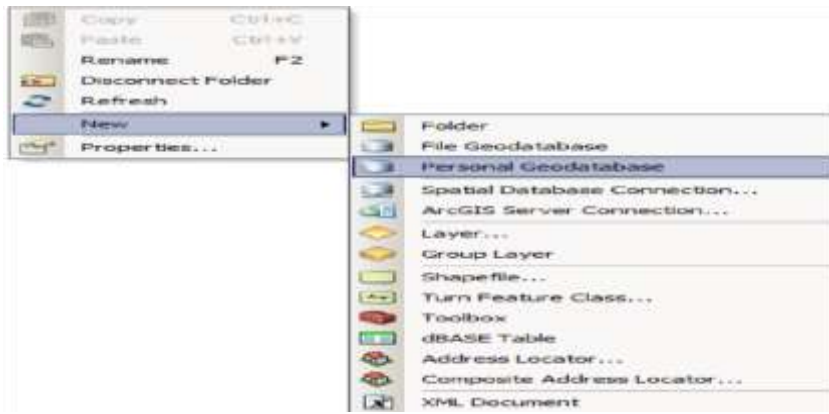 Copy Ctrl+C
Paste Ctrl+V
Rename F2
Disconnect Folder
Refresh
New
Properties...
Folder
File Geodatabase
Personal Geodatabase
Spatial Database Connection...
ArcGIS Server Connection...
Layer...
Group Layer
Shapefile...
Turn Feature Class...
Toolbox
dBASE Table
Address Locator...
Composite Address Locator...
XML Document